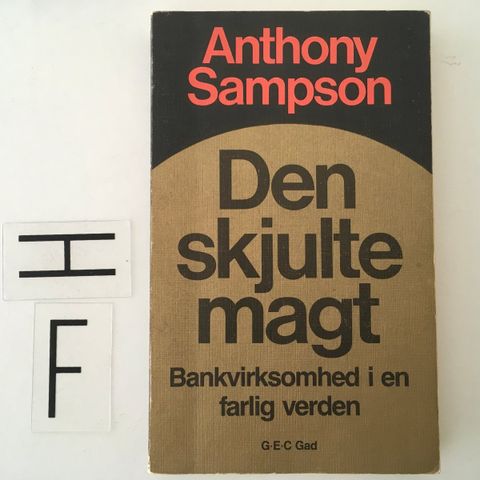 Anthony
Sampson
Den
skjulte
magt
Bankvirksomhed i en
farlig verden
G·E·C Gad
H
F